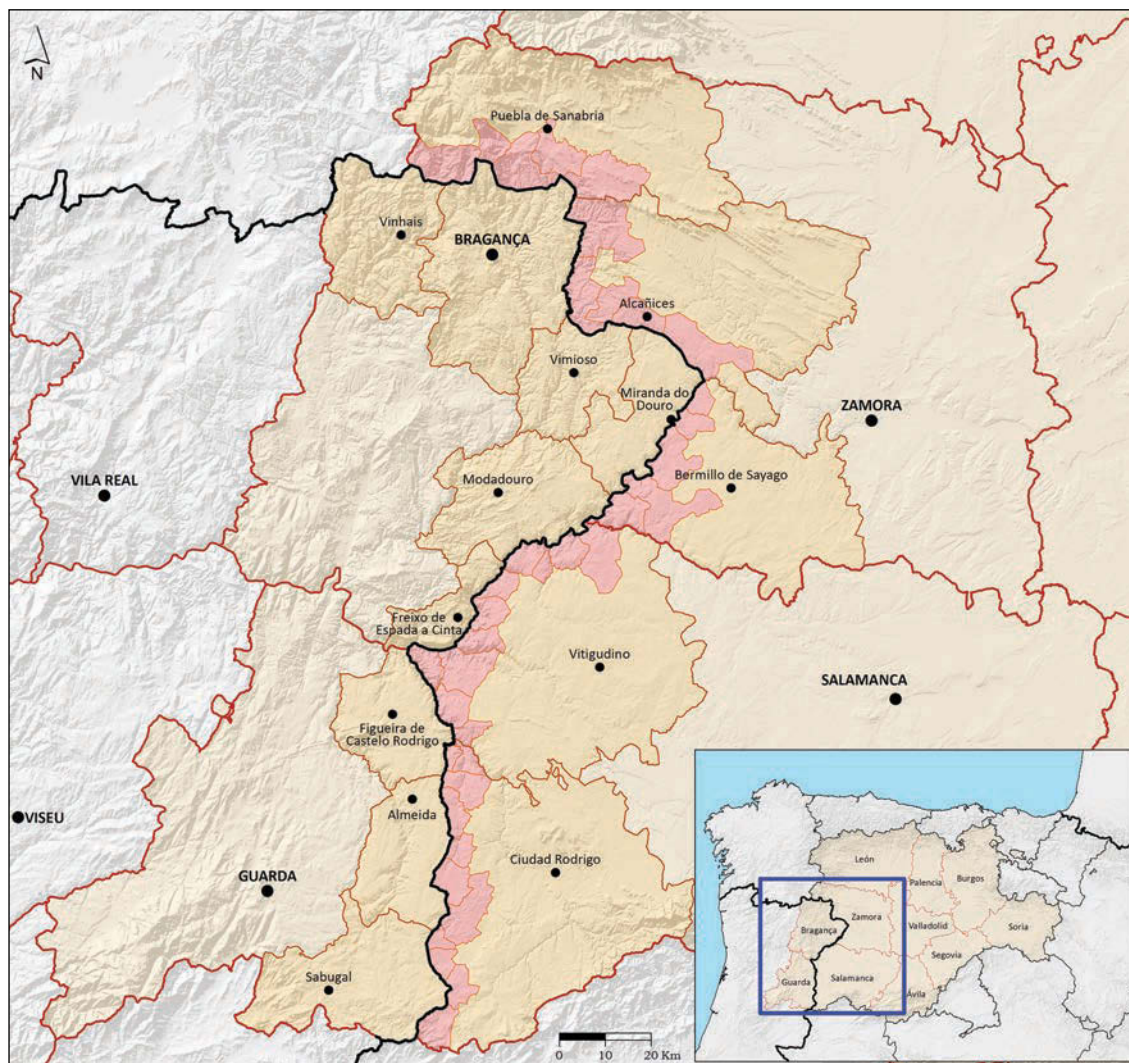 N
Puebla de Sanabria
Vinhais
BRAGANÇA
Alcañices
Vimioso
Miranda do
Douro
ZAMORA
Modadouro
Bermillo de Sayago
VILA REAL
Freixo de
Espada a Cinta
Vitigudino
SALAMANCA
Figueira de
Castelo Rodrigo
Almeida
VISEU
Ciudad Rodrigo
GUARDA
Sabugal
0 10 20 Km
León
Palencia
Burgos
Zamora
Bragança
Valladolid
Soria
Segovia
Guarda
Salamanca
Ávila